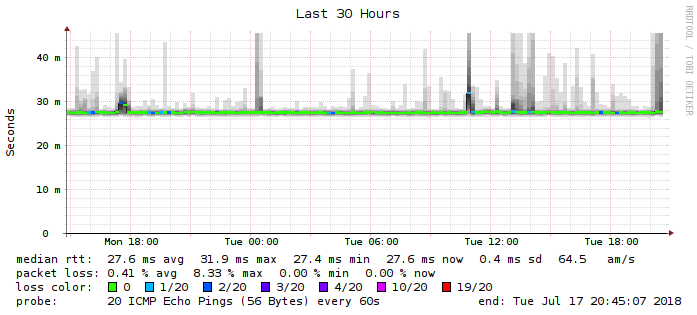 Last 30 Hours
RRDTOOL / TOBI OETIKER
Seconds
40 m
30 m
20 m
10 m
0
Mon 18:00 Tue 00:00 Tue 06:00 Tue 12:00 Tue 18:00
median rtt: 27.6 ms avg 31.9 ms max 27.4 ms min 27.6 ms now 0.4 ms sd 64.5 am/s
packet loss: 0.41 % avg 8.33 % max 0.00 % min 0.00 % now
loss color: 0 1/20 2/20 3/20 4/20 10/20 19/20
probe: 20 ICMP Echo Pings (56 Bytes) every 60s end: Tue Jul 17 20:45:07 2018